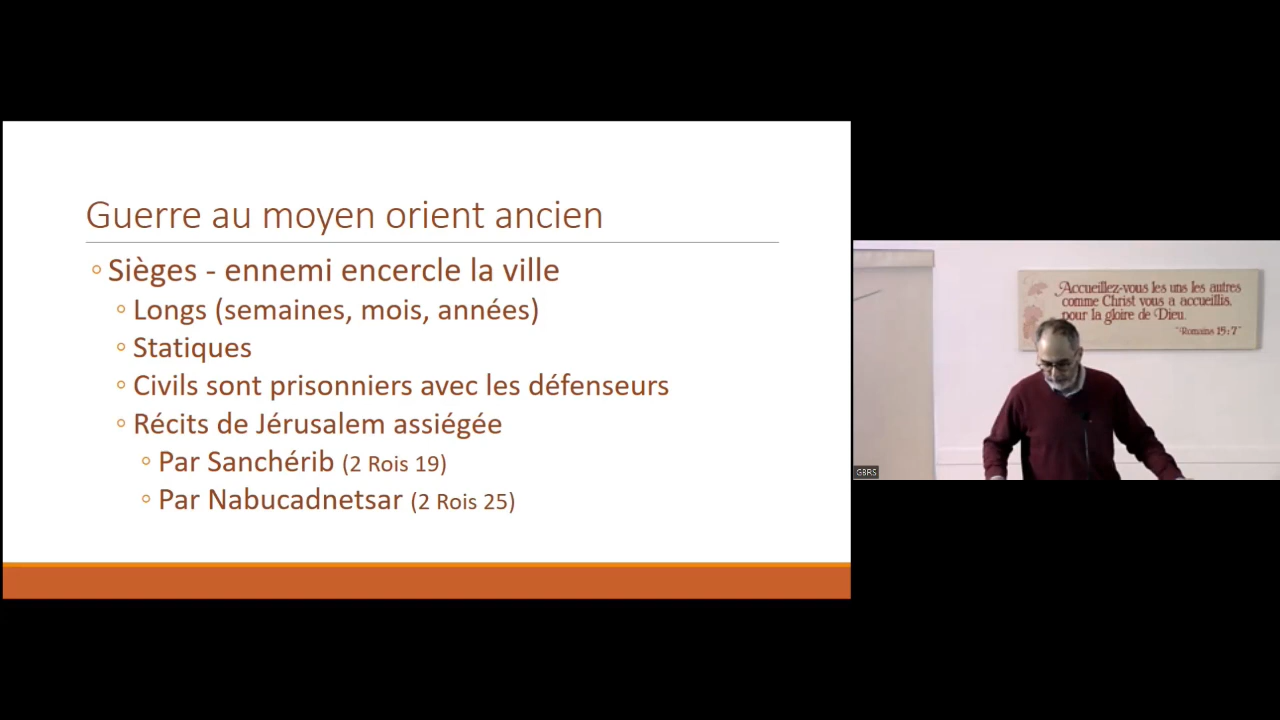 Guerre au moyen orient ancien
◦ Sièges - ennemi encercle la ville
◦ Longs (semaines, mois, années)
◦ Statiques
◦ Civils sont prisonniers avec les défenseurs
◦ Récits de Jérusalem assiégée
◦ Par Sanchérib (2 Rois 19)
◦ Par Nabucadnetsar (2 Rois 25)
Accueillez-vous les uns les autres
comme Christ vous a accueillis,
pour la gloire de Dieu.
"Romains 15:7"
GBRS